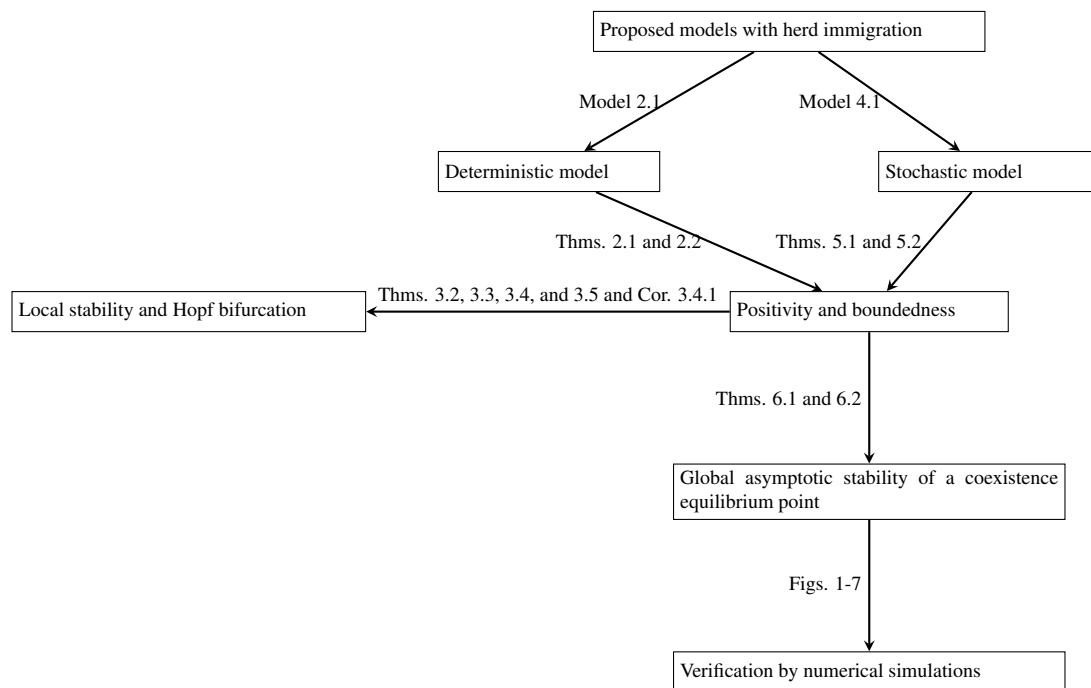 Proposed models with herd immigration
Model 2.1
Model 4.1
Deterministic model
Stochastic model
Thms. 2.1 and 2.2
Thms. 5.1 and 5.2
Thms. 3.2, 3.3, 3.4, and 3.5 and Cor. 3.4.1
Local stability and Hopf bifurcation
Positivity and boundedness
Thms. 6.1 and 6.2
Global asymptotic stability of a coexistence
equilibrium point
Figs. 1-7
Verification by numerical simulations